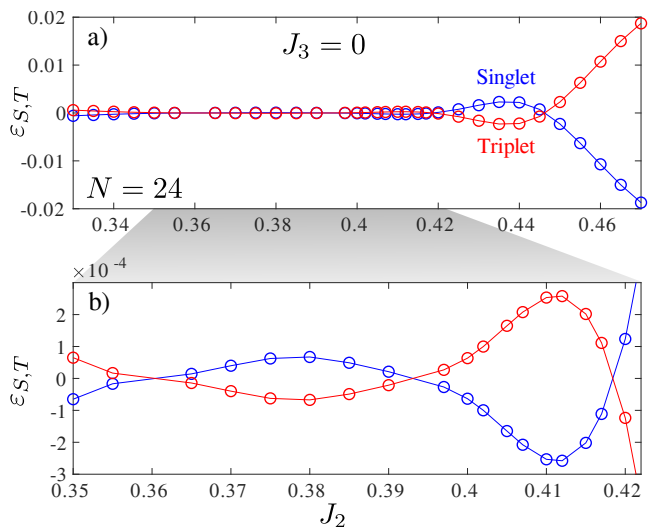 0.02
0.01
0
-0.01
-0.02
ε_{S,T}
a)
J_3 = 0
Singlet
Triplet
N = 24
0.34 0.36 0.38 0.4 0.42 0.44 0.46
×10^{-4}
2
1
0
-1
-2
-3
ε_{S,T}
b)
0.35 0.36 0.37 0.38 0.39 0.4 0.41 0.42
J_2